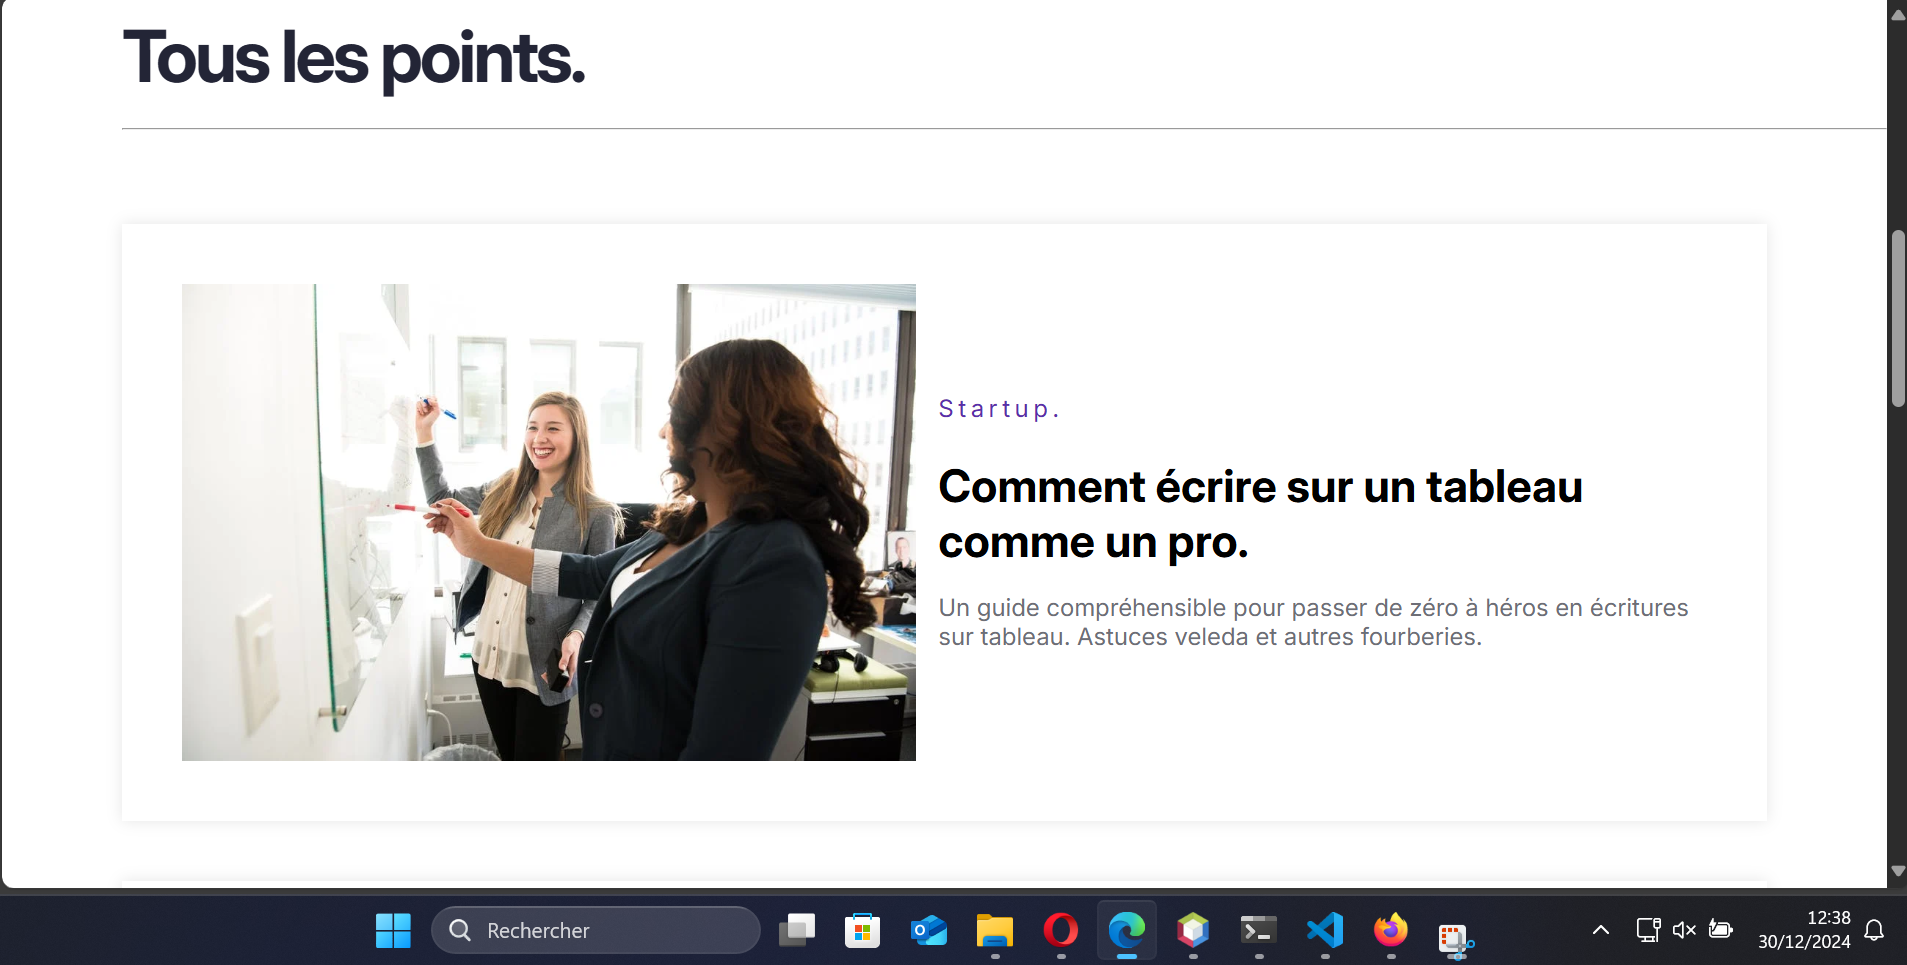 Tous les points.
Startup.
Comment écrire sur un tableau
comme un pro.
Un guide compréhensible pour passer de zéro à héros en écritures
sur tableau. Astuces veleda et autres fourberies.
Rechercher
12:38
30/12/2024